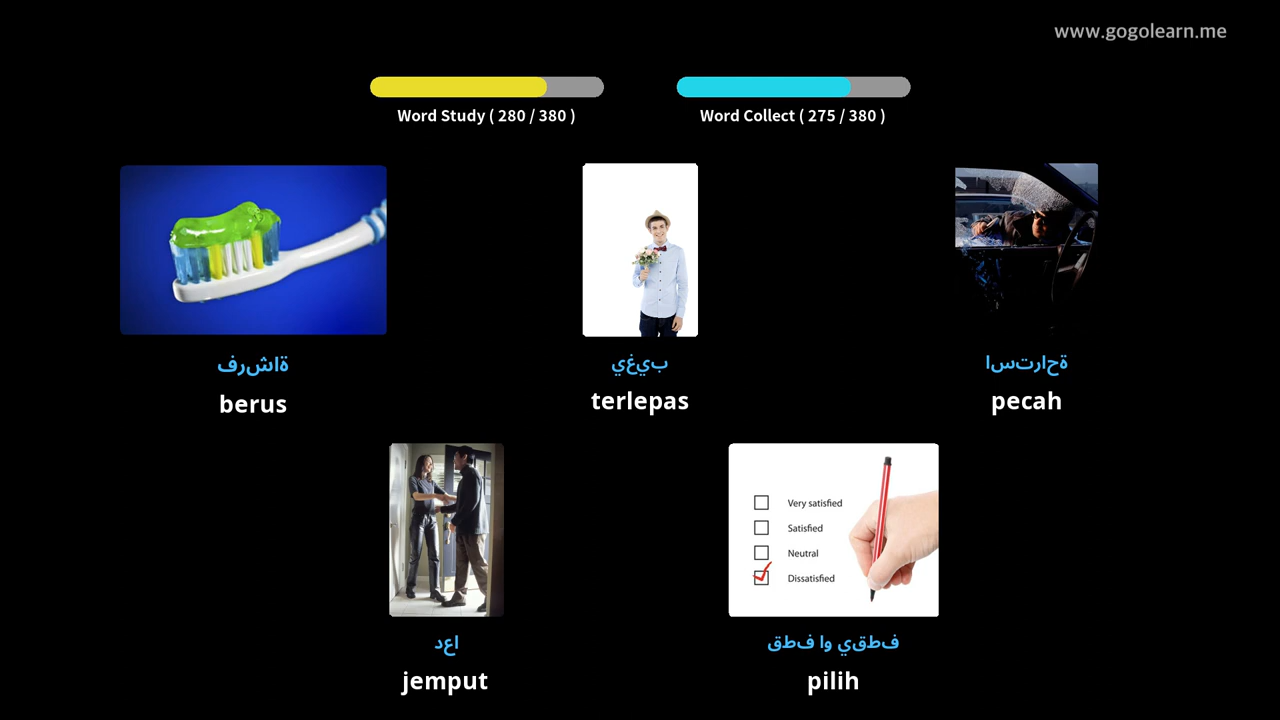 www.gogolearn.me
Word Study ( 280 / 380 )
Word Collect ( 275 / 380 )
ةاشرف
berus
بيغي
terlepas
ةحارتسا
pecah
Very satisfied
Satisfied
Neutral
Dissatisfied
اعد
jemput
فطقي وا فطق
pilih